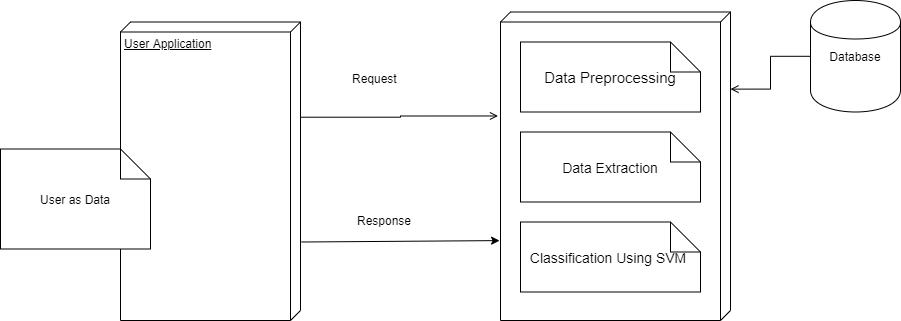 User Application
Request
Data Preprocessing
Database
Data Extraction
User as Data
Response
Classification Using SVM